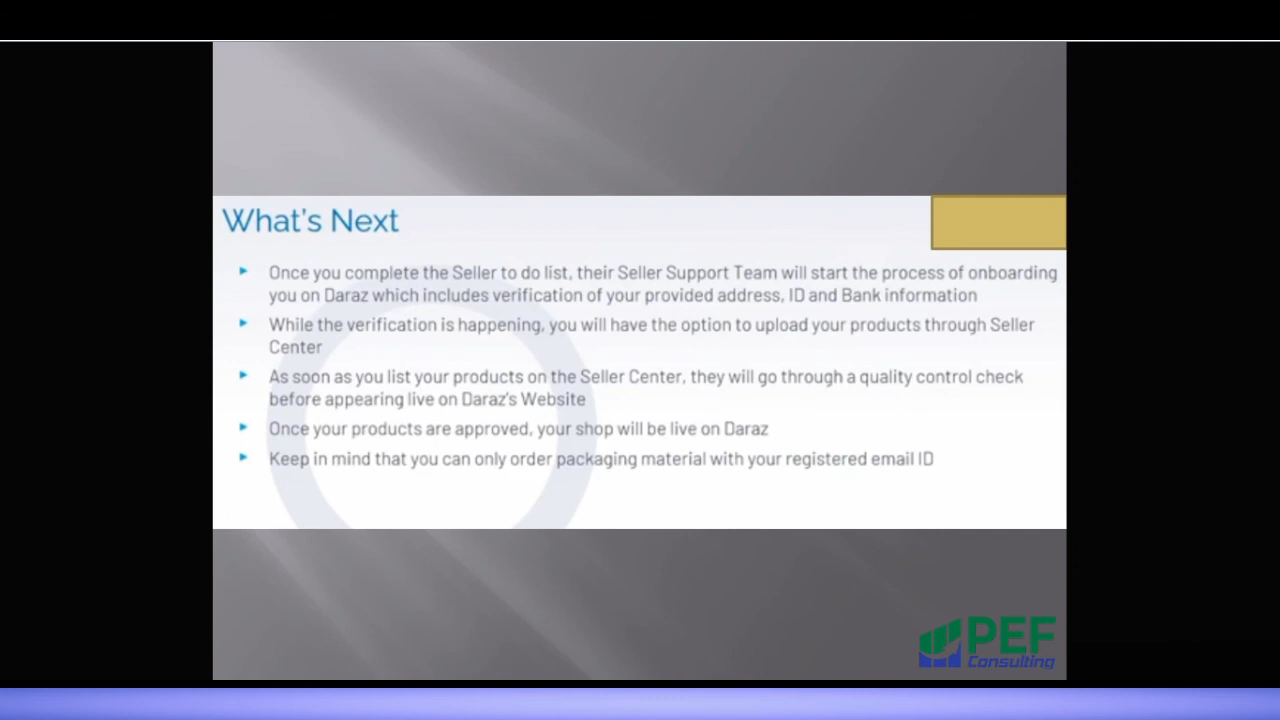 What's Next
Once you complete the Seller to do list, their Seller Support Team will start the process of onboarding
you on Daraz which includes verification of your provided address, ID and Bank information
While the verification is happening, you will have the option to upload your products through Seller
Center
As soon as you list your products on the Seller Center, they will go through a quality control check
before appearing live on Daraz's Website
Once your products are approved, your shop will be live on Daraz
Keep in mind that you can only order packaging material with your registered email ID
PEF
Consulting